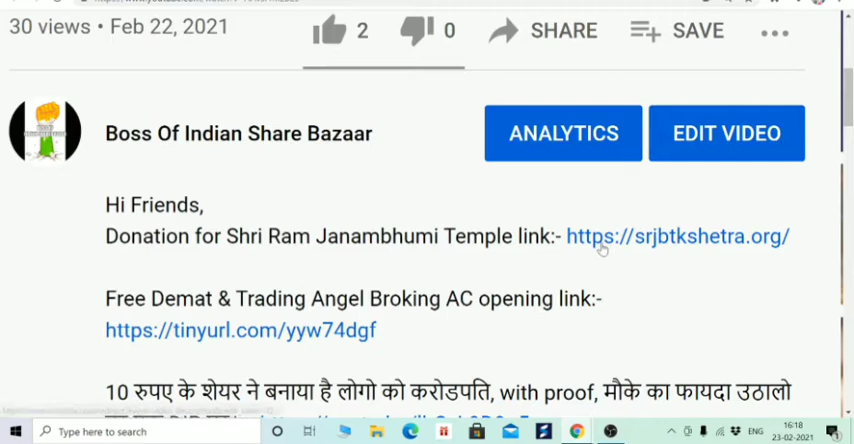 30 views • Feb 22, 2021 2 0 SHARE SAVE
Boss Of Indian Share Bazaar ANALYTICS EDIT VIDEO
Hi Friends,
Donation for Shri Ram Janambhumi Temple link:- https://srjbtkshetra.org/
Free Demat & Trading Angel Broking AC opening link:-
https://tinyurl.com/yyw74dgf
10 रुपए के शेयर ने बनाया है लोगो को करोडपति, with proof, मौके का फायदा उठालो
Type here to search ENG 16:18
23-02-2021